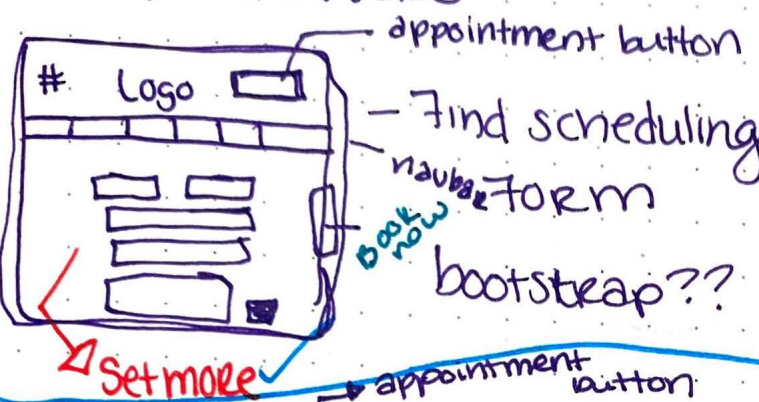 appointment button
# Logo
- Find scheduling
navbar Form
Book
now
bootstrap??
Setmore
appointment
button